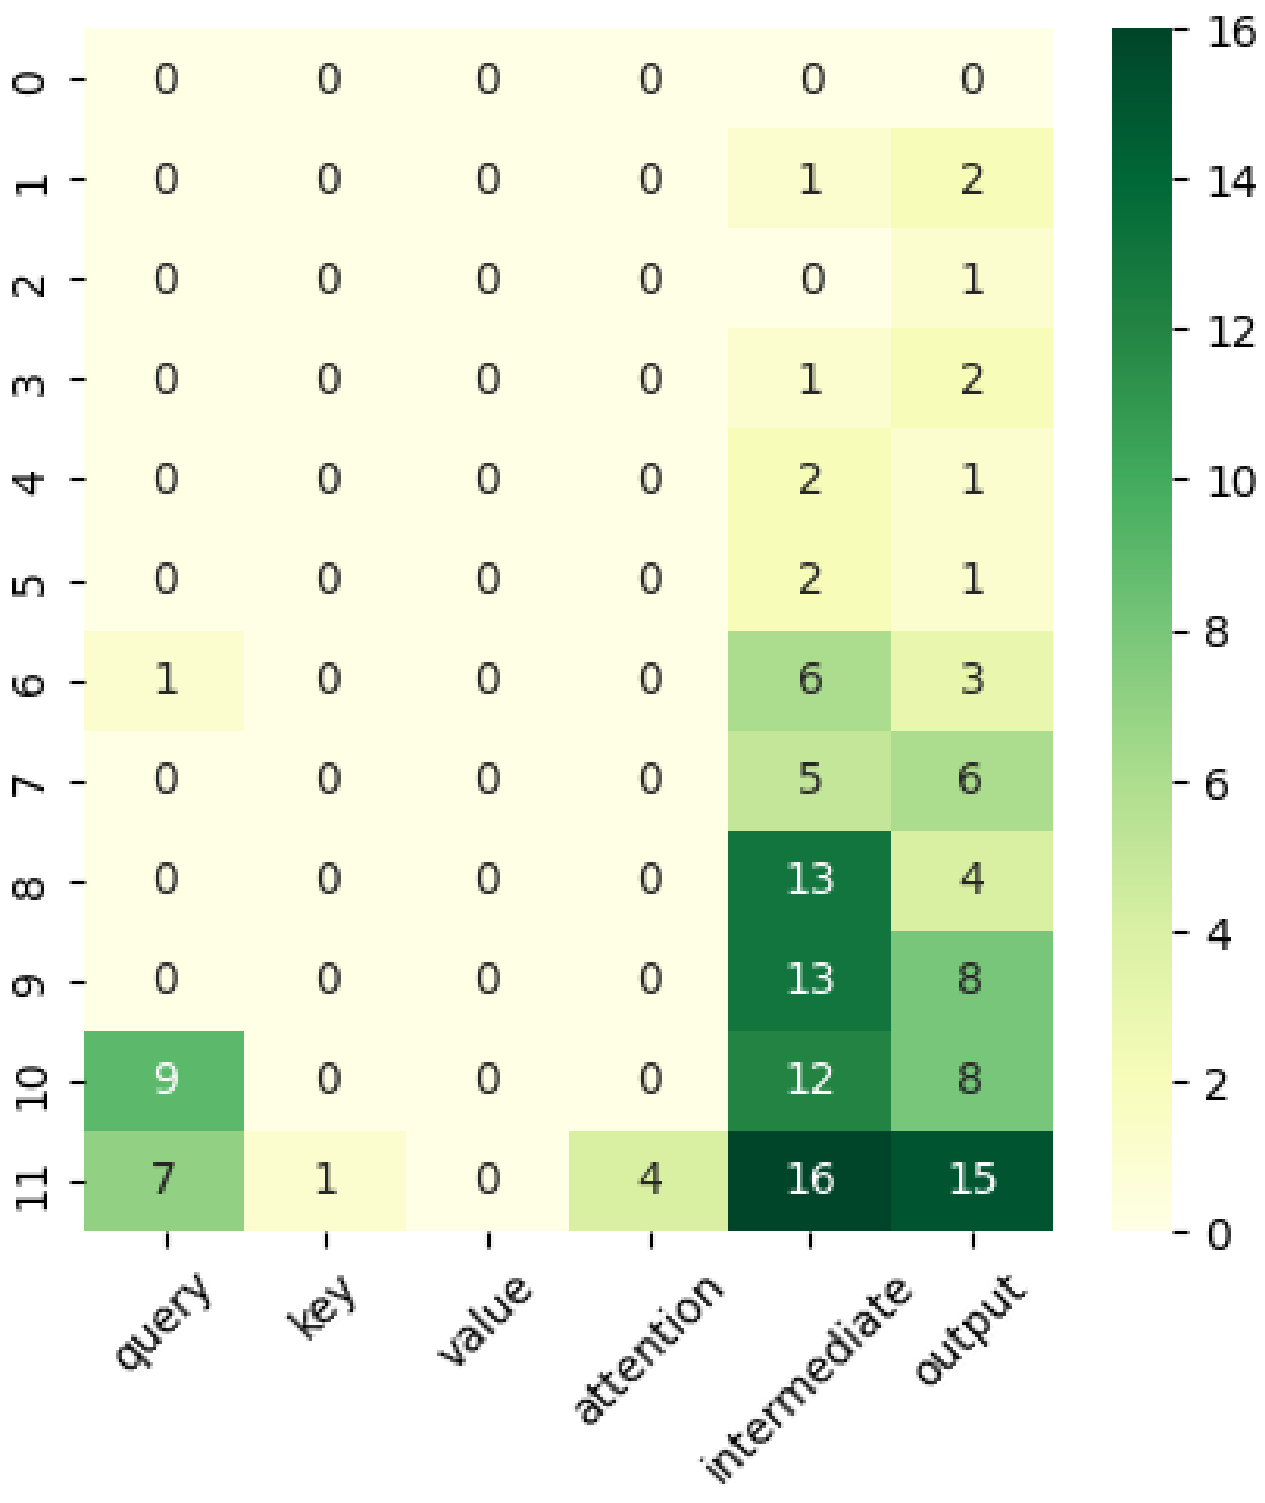 0 0 0 0 0 0 0
1 0 0 0 0 1 2
2 0 0 0 0 0 1
3 0 0 0 0 1 2
4 0 0 0 0 2 1
5 0 0 0 0 2 1
6 1 0 0 0 6 3
7 0 0 0 0 5 6
8 0 0 0 0 13 4
9 0 0 0 0 13 8
10 9 0 0 0 12 8
11 7 1 0 4 16 15
query key value attention intermediate output
16
14
12
10
8
6
4
2
0